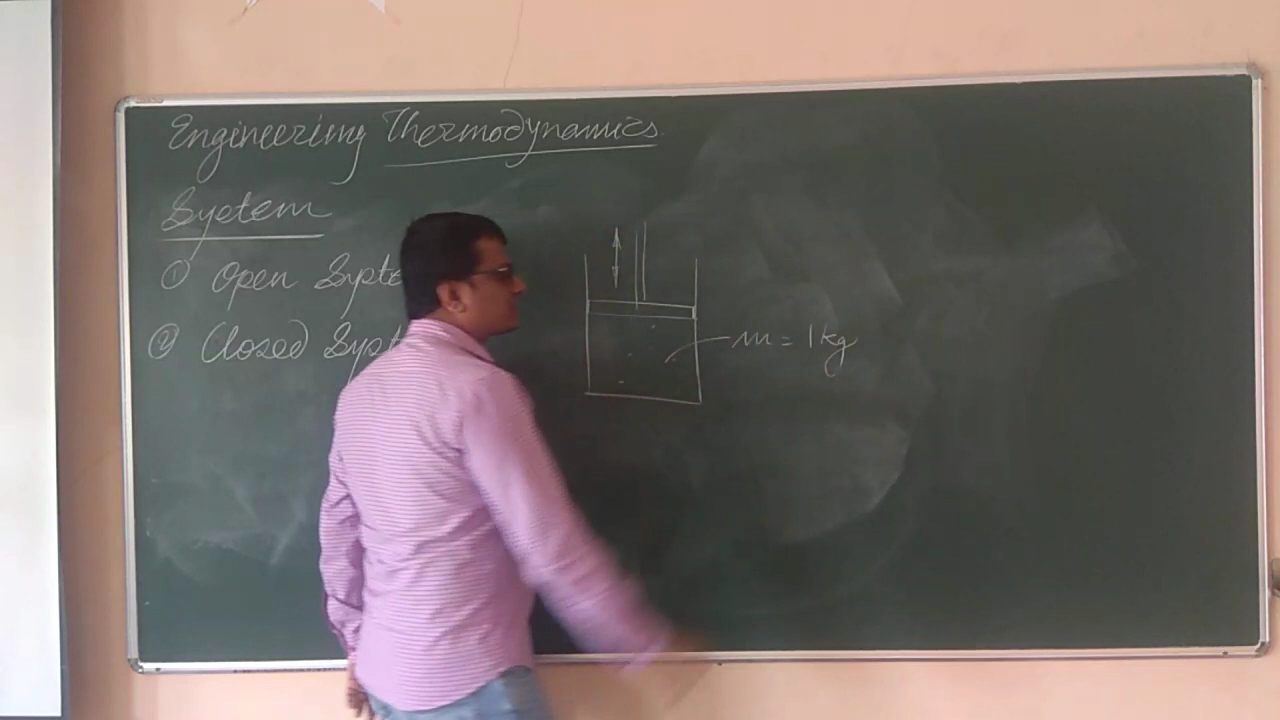 Engineering Thermodynamics
System
① Open Syste
② Closed Syst
m = 1 kg